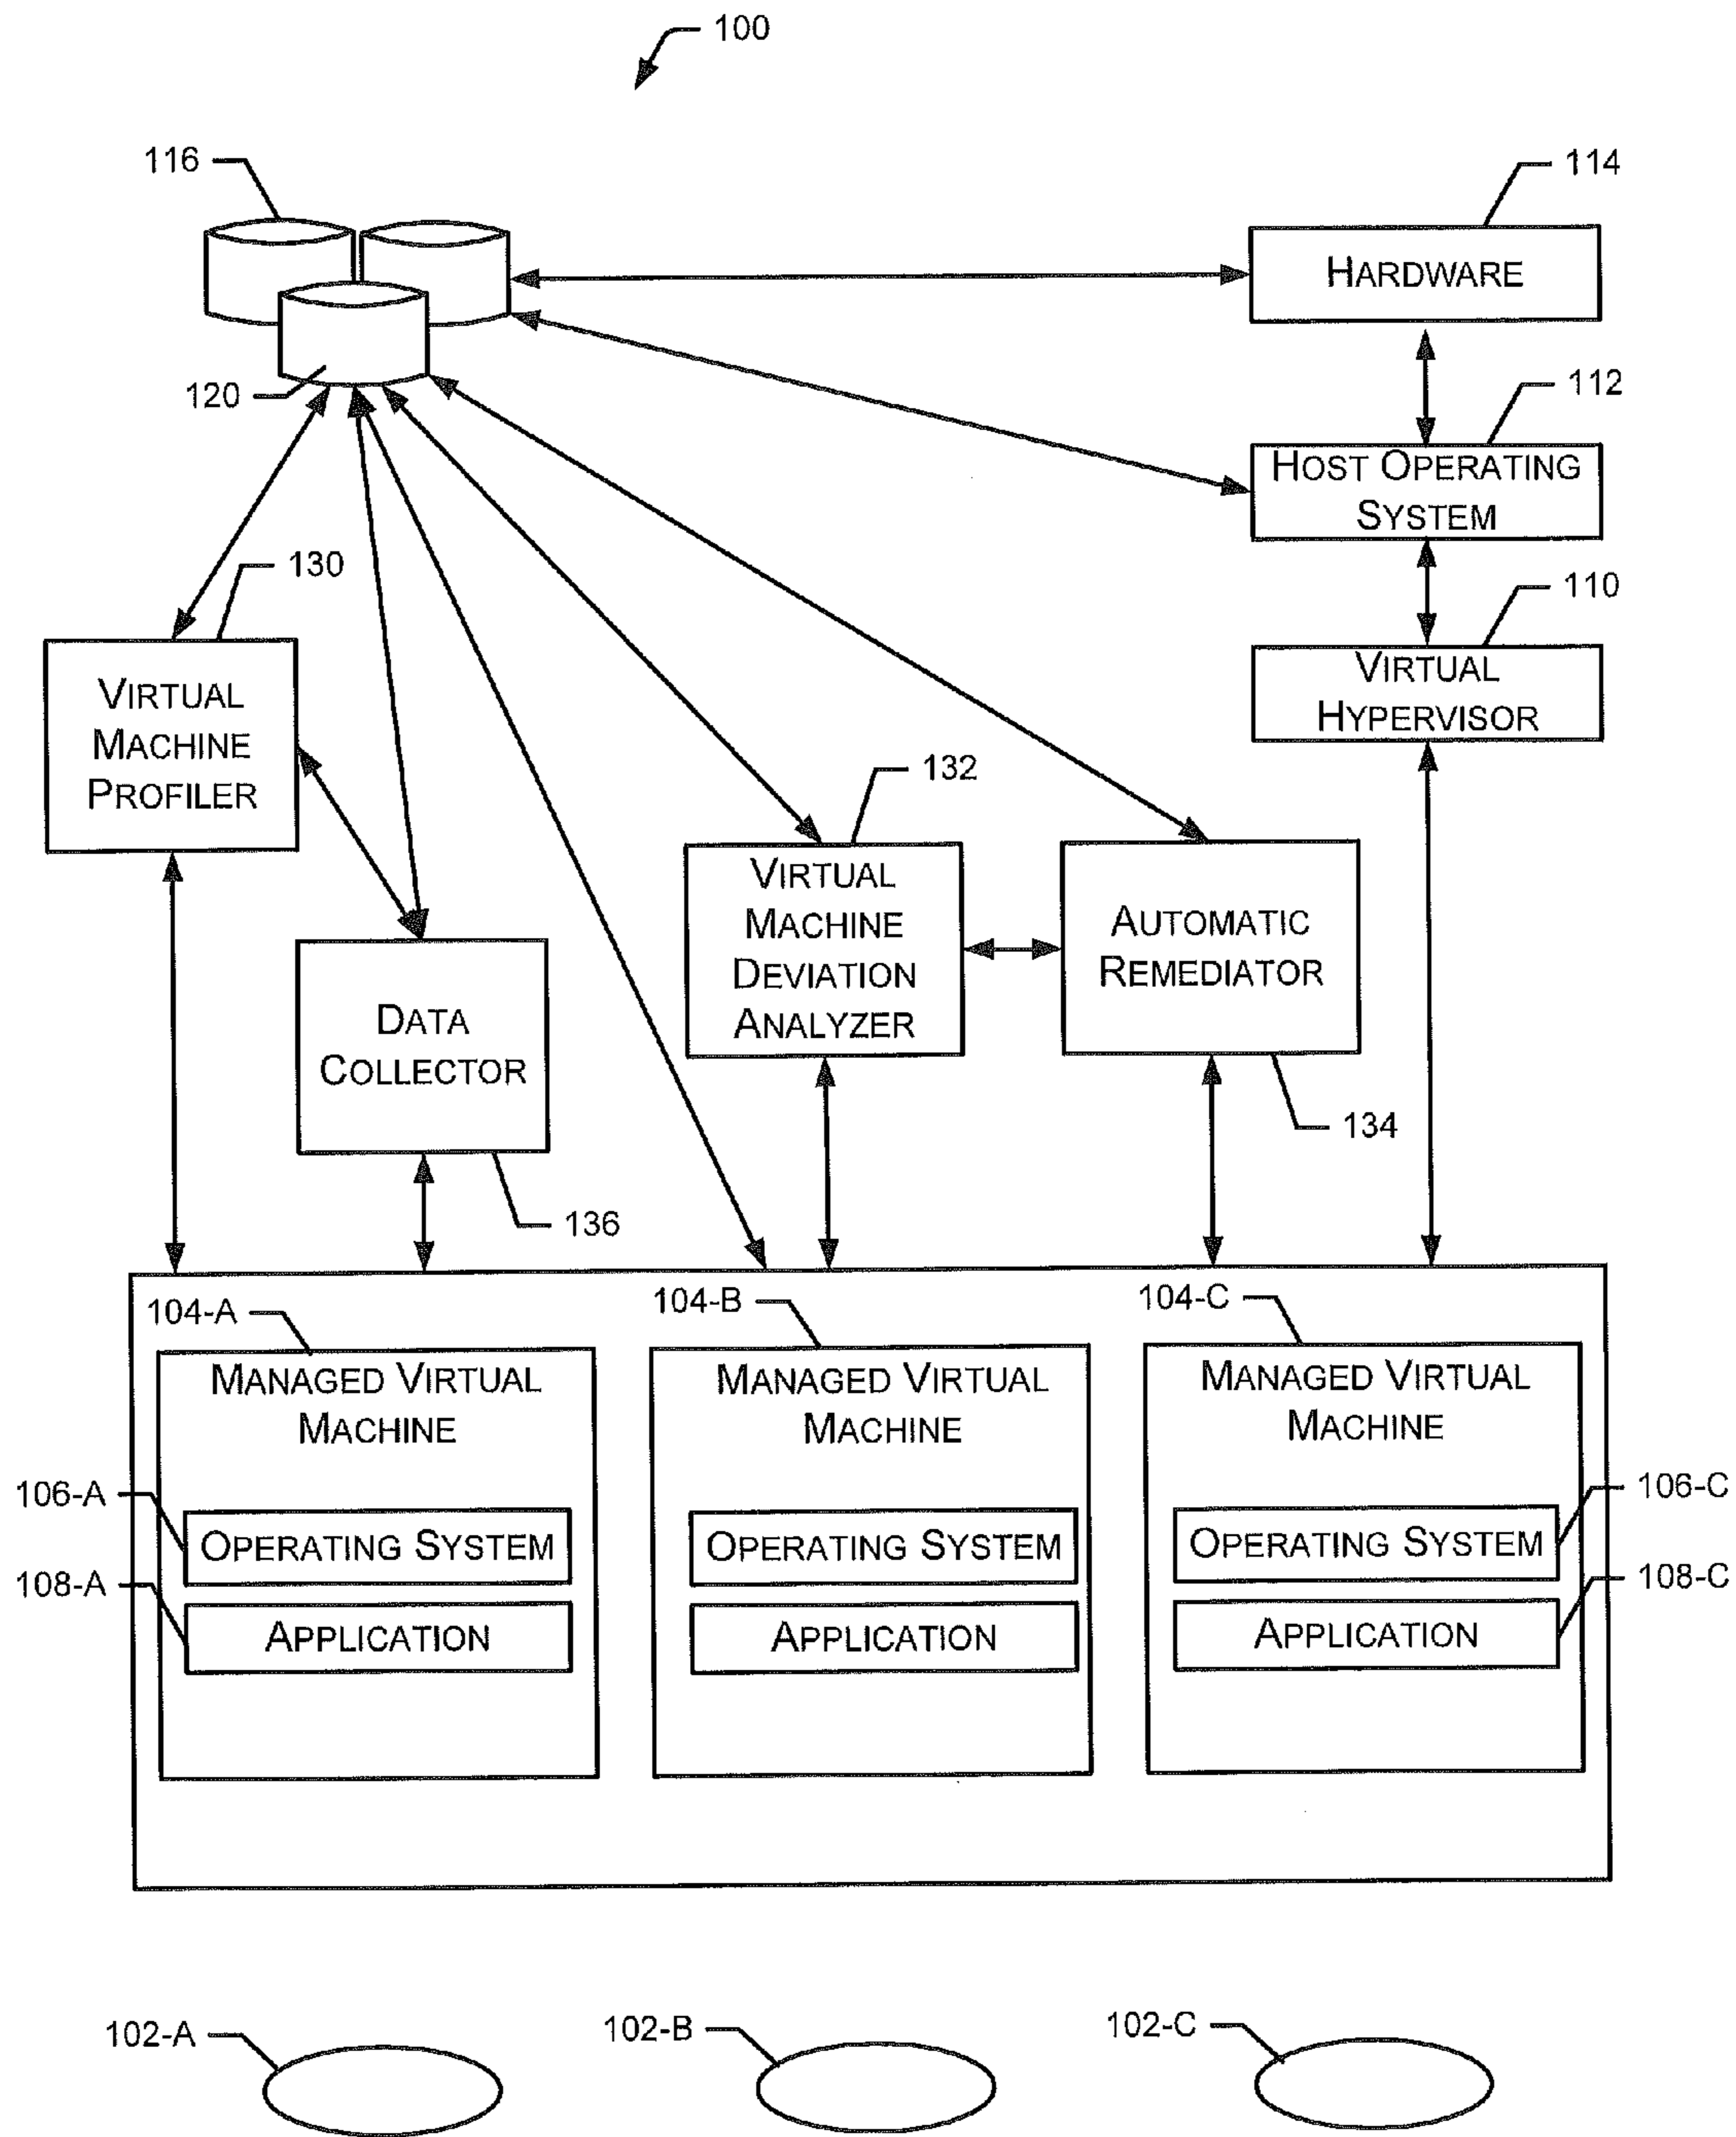 100
116
114
HARDWARE
120
112
HOST OPERATING
SYSTEM
130
110
VIRTUAL
MACHINE
PROFILER
VIRTUAL
HYPERVISOR
132
VIRTUAL
MACHINE
DEVIATION
ANALYZER
AUTOMATIC
REMEDIATOR
DATA
COLLECTOR
134
136
104-A
104-B
104-C
MANAGED VIRTUAL
MACHINE
MANAGED VIRTUAL
MACHINE
MANAGED VIRTUAL
MACHINE
106-A
OPERATING SYSTEM
OPERATING SYSTEM
OPERATING SYSTEM
106-C
108-A
APPLICATION
APPLICATION
APPLICATION
108-C
102-A
102-B
102-C